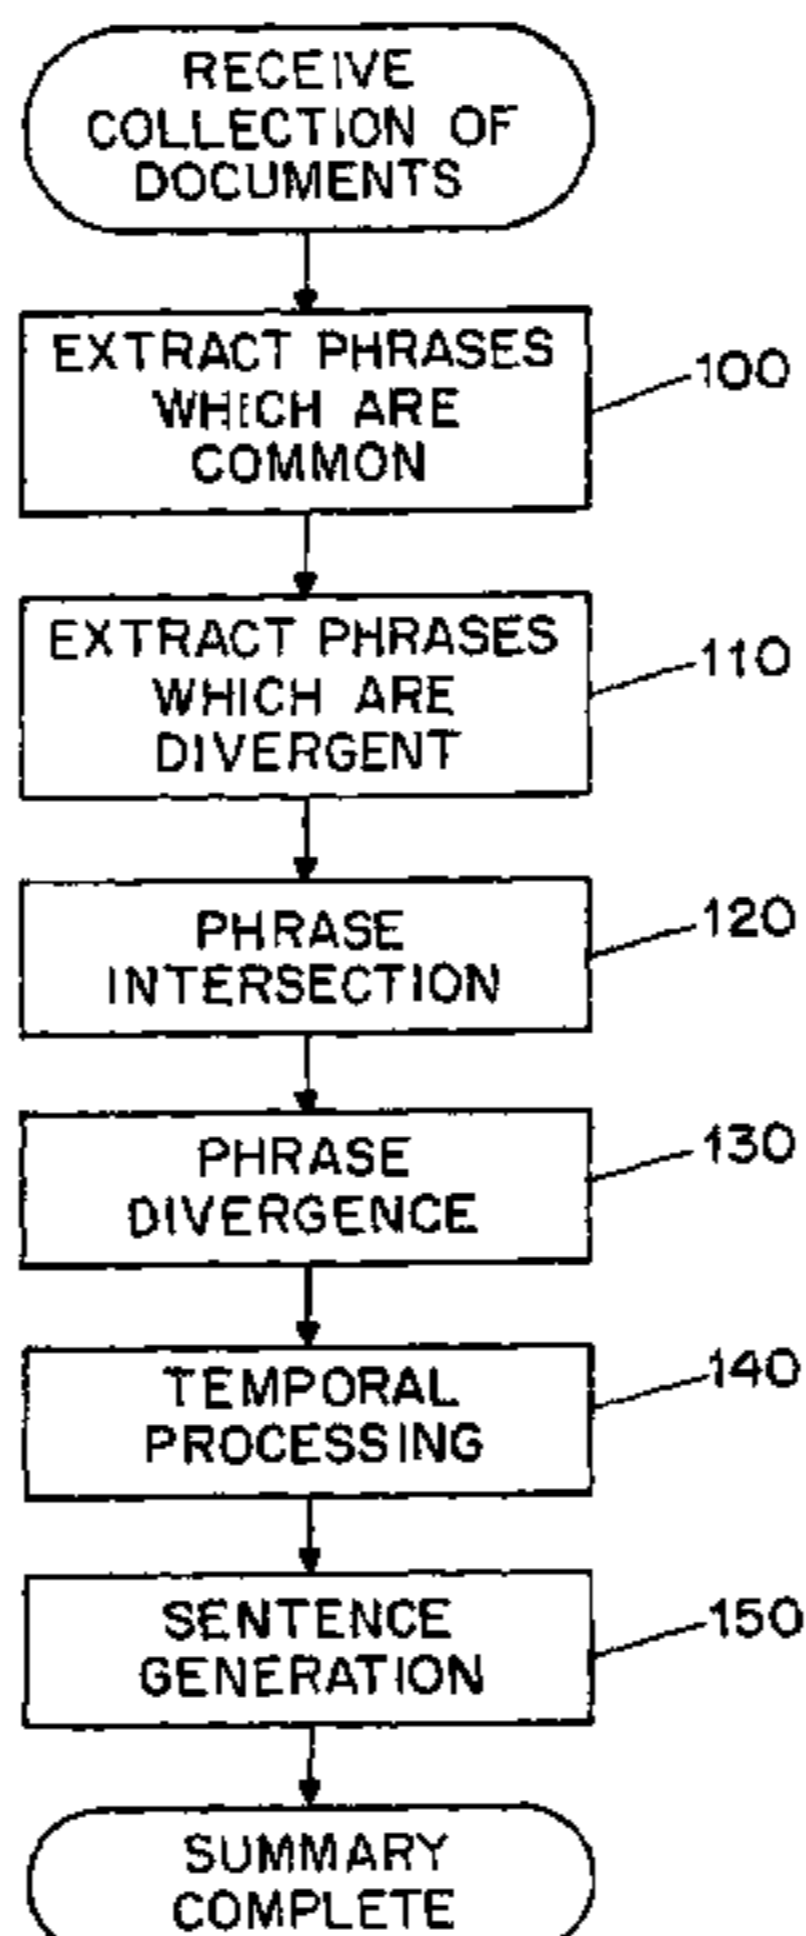 RECEIVE
COLLECTION OF
DOCUMENTS
EXTRACT PHRASES
WHICH ARE
COMMON
100
EXTRACT PHRASES
WHICH ARE
DIVERGENT
110
PHRASE
INTERSECTION
120
PHRASE
DIVERGENCE
130
TEMPORAL
PROCESSING
140
SENTENCE
GENERATION
150
SUMMARY
COMPLETE